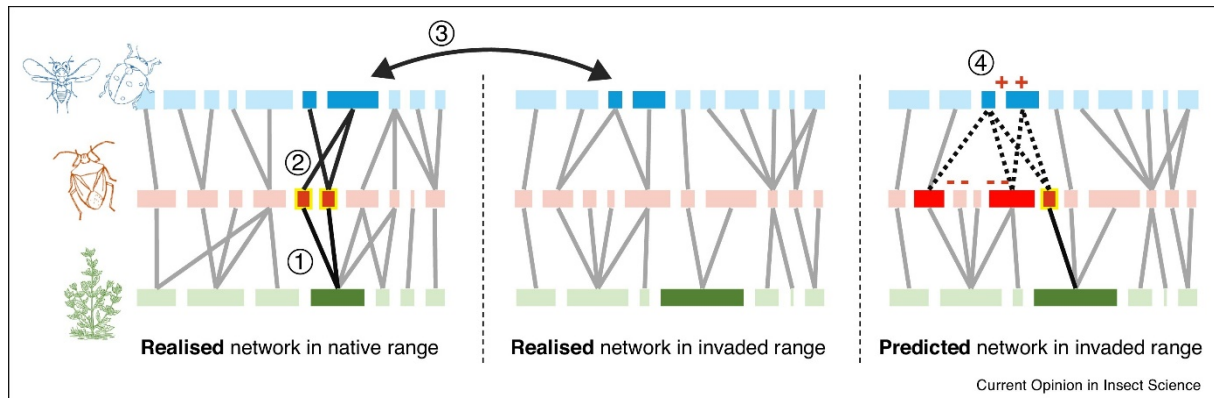 ③
④
+ +
②
- - -
①
Realised network in native range
Realised network in invaded range
Predicted network in invaded range
Current Opinion in Insect Science